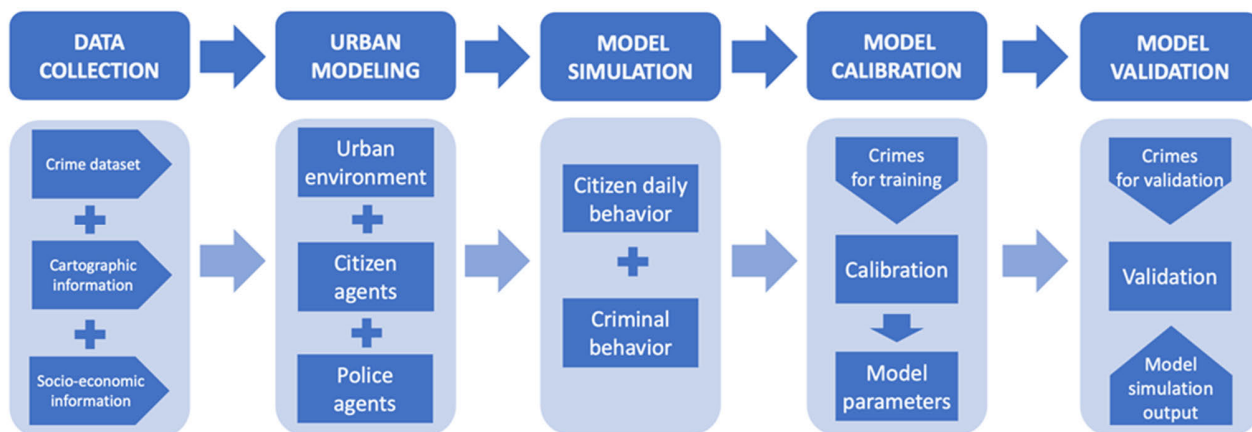 DATA
COLLECTION
URBAN
MODELING
MODEL
SIMULATION
MODEL
CALIBRATION
MODEL
VALIDATION
Crime dataset
Cartographic
information
Socio-economic
information
Urban
environment
Citizen
agents
Police
agents
Citizen daily
behavior
Criminal
behavior
Crimes
for training
Calibration
Model
parameters
Crimes
for validation
Validation
Model
simulation
output